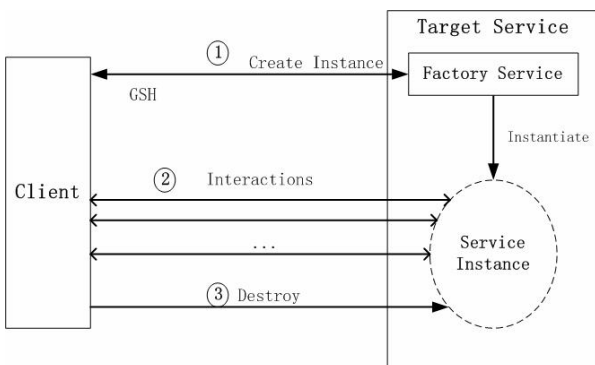 Target Service
① Create Instance
Factory Service
GSH
Instantiate
Client
② Interactions
...
Service
Instance
③ Destroy